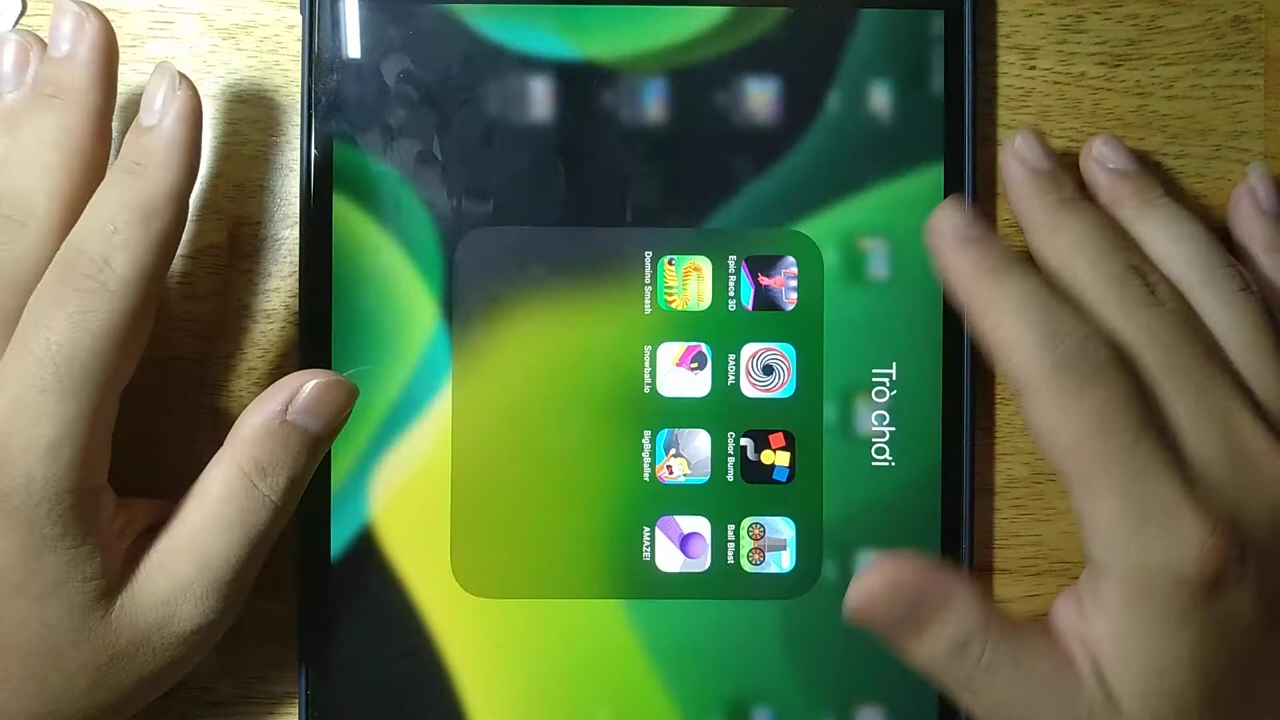 Trò chơi
Epic Race 3D
RADIAL
Color Bump
Ball Blast
Domino Smash
Snowball.io
BigBigBaller
AMAZE!